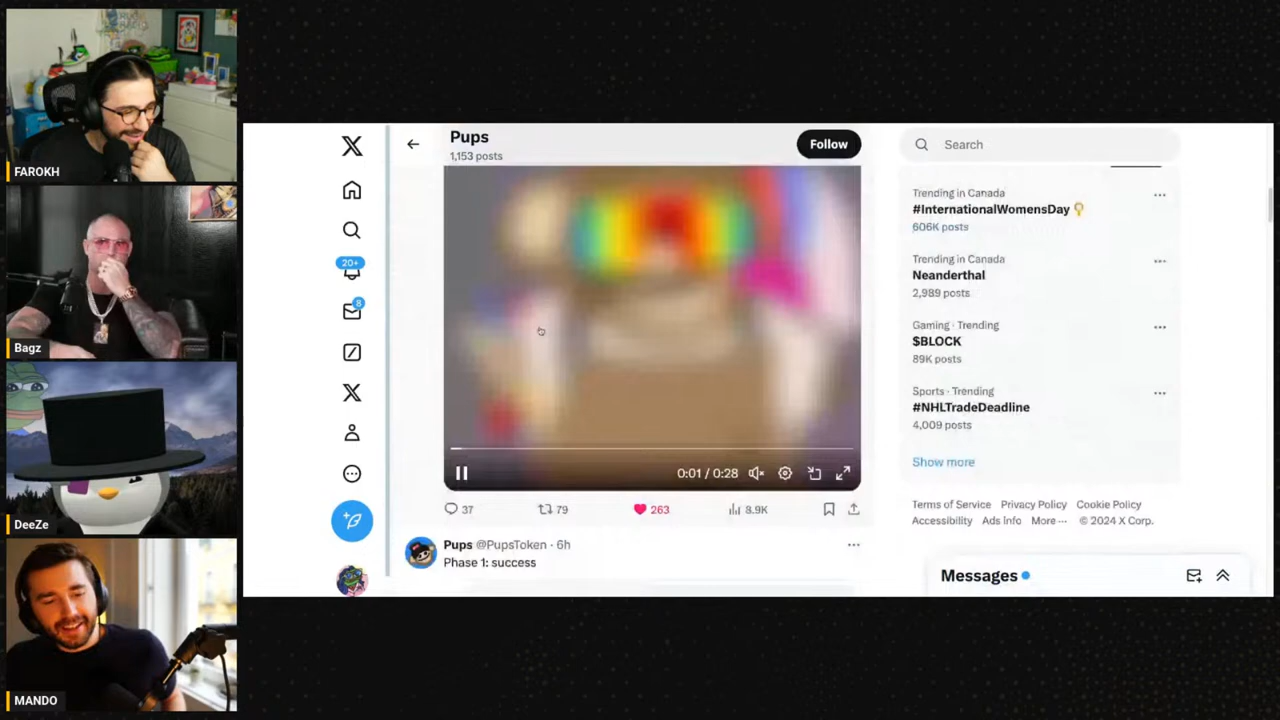 FAROKH
Bagz
DeeZe
MANDO
Pups
1,153 posts
Follow
20+
8
0:01 / 0:28
37
79
263
8.9K
Pups @PupsToken · 6h
Phase 1: success
Search
Trending in Canada
#InternationalWomensDay
606K posts
Trending in Canada
Neanderthal
2,989 posts
Gaming · Trending
$BLOCK
89K posts
Sports · Trending
#NHLTradeDeadline
4,009 posts
Show more
Terms of Service Privacy Policy Cookie Policy
Accessibility Ads Info More ··· © 2024 X Corp.
Messages